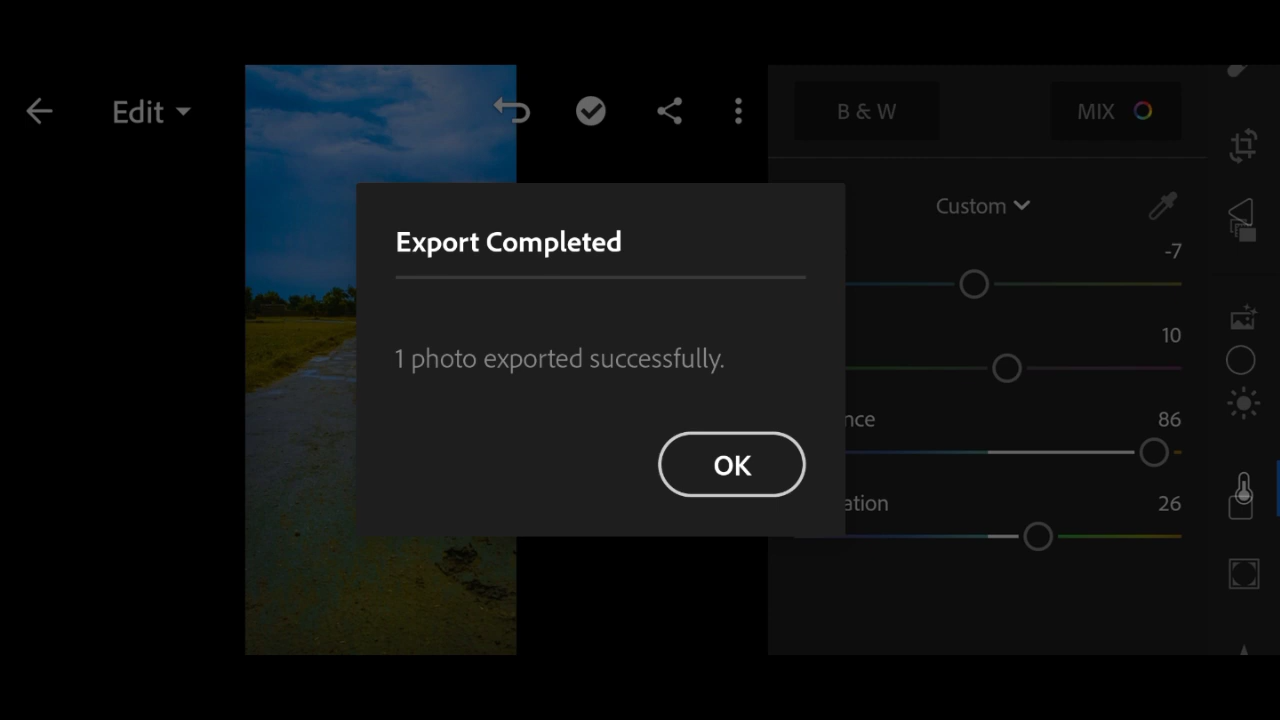 Edit
B & W
MIX
Custom
-7
Export Completed
10
1 photo exported successfully.
nce
86
OK
ation
26